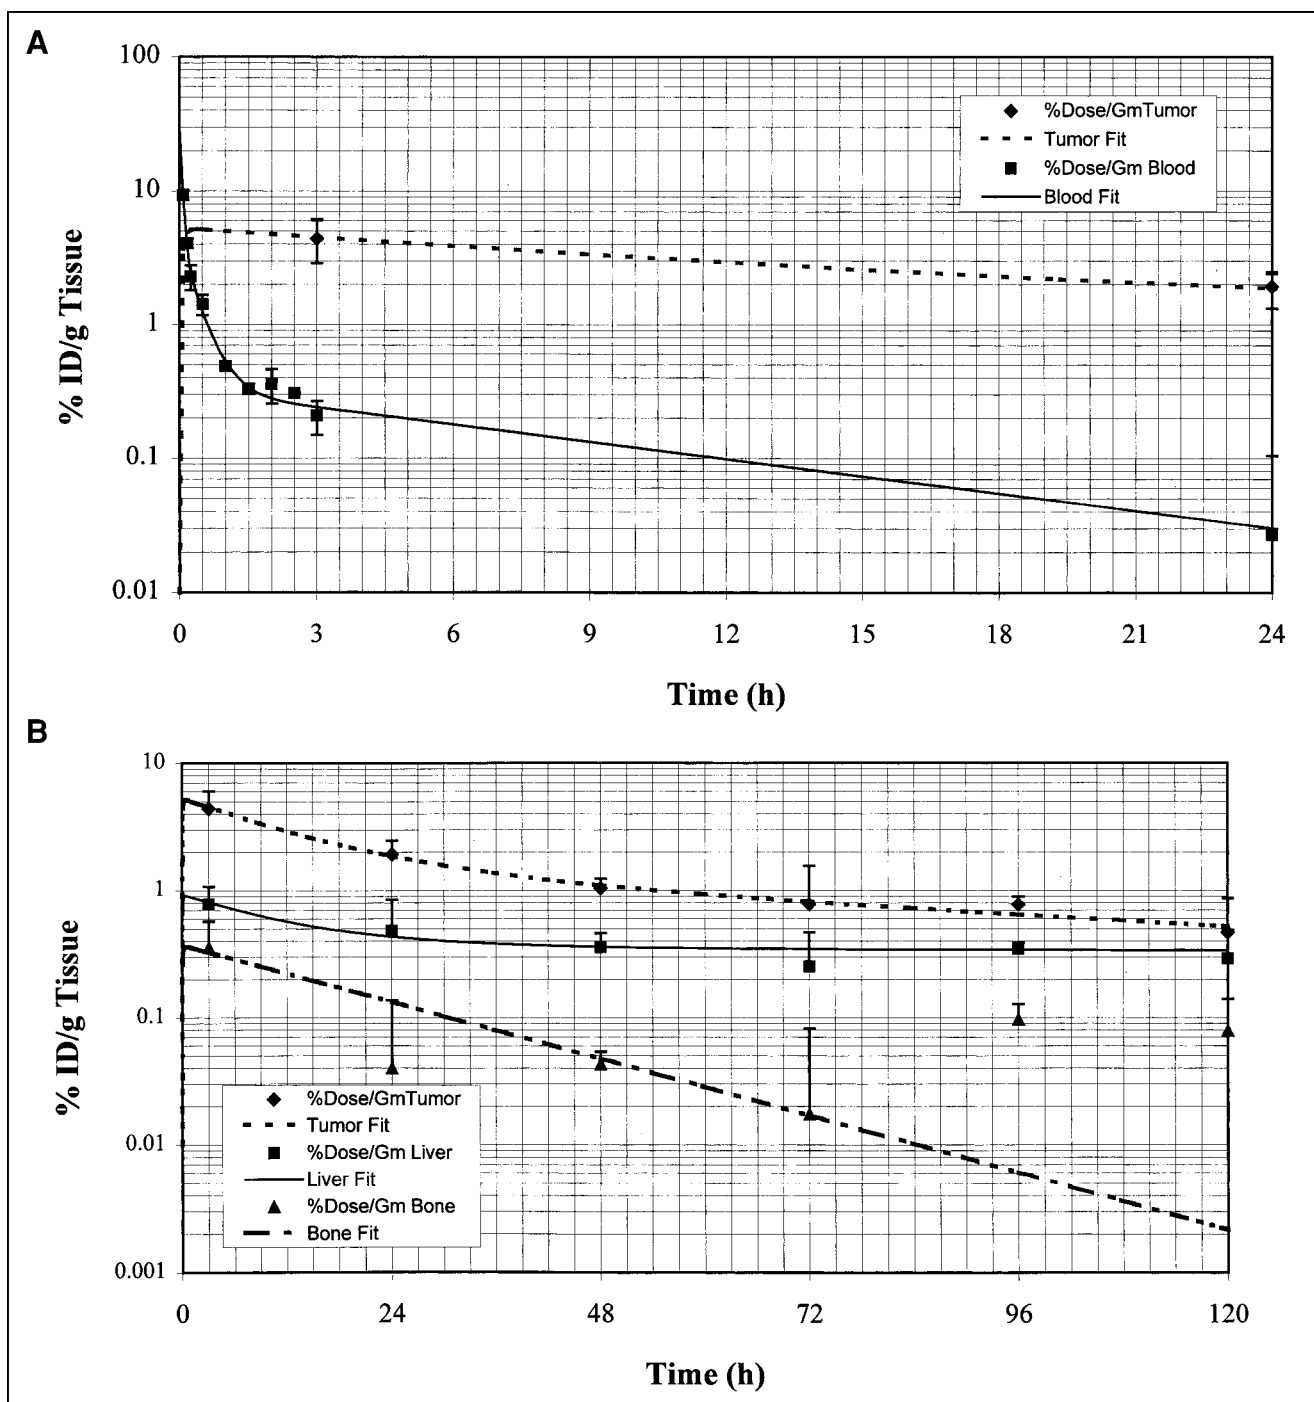 A
100
10
1
0.1
0.01
% ID/g Tissue
%Dose/GmTumor
Tumor Fit
%Dose/Gm Blood
Blood Fit
0 3 6 9 12 15 18 21 24
Time (h)
B
10
1
0.1
0.01
0.001
% ID/g Tissue
%Dose/GmTumor
Tumor Fit
%Dose/Gm Liver
Liver Fit
%Dose/Gm Bone
Bone Fit
0 24 48 72 96 120
Time (h)